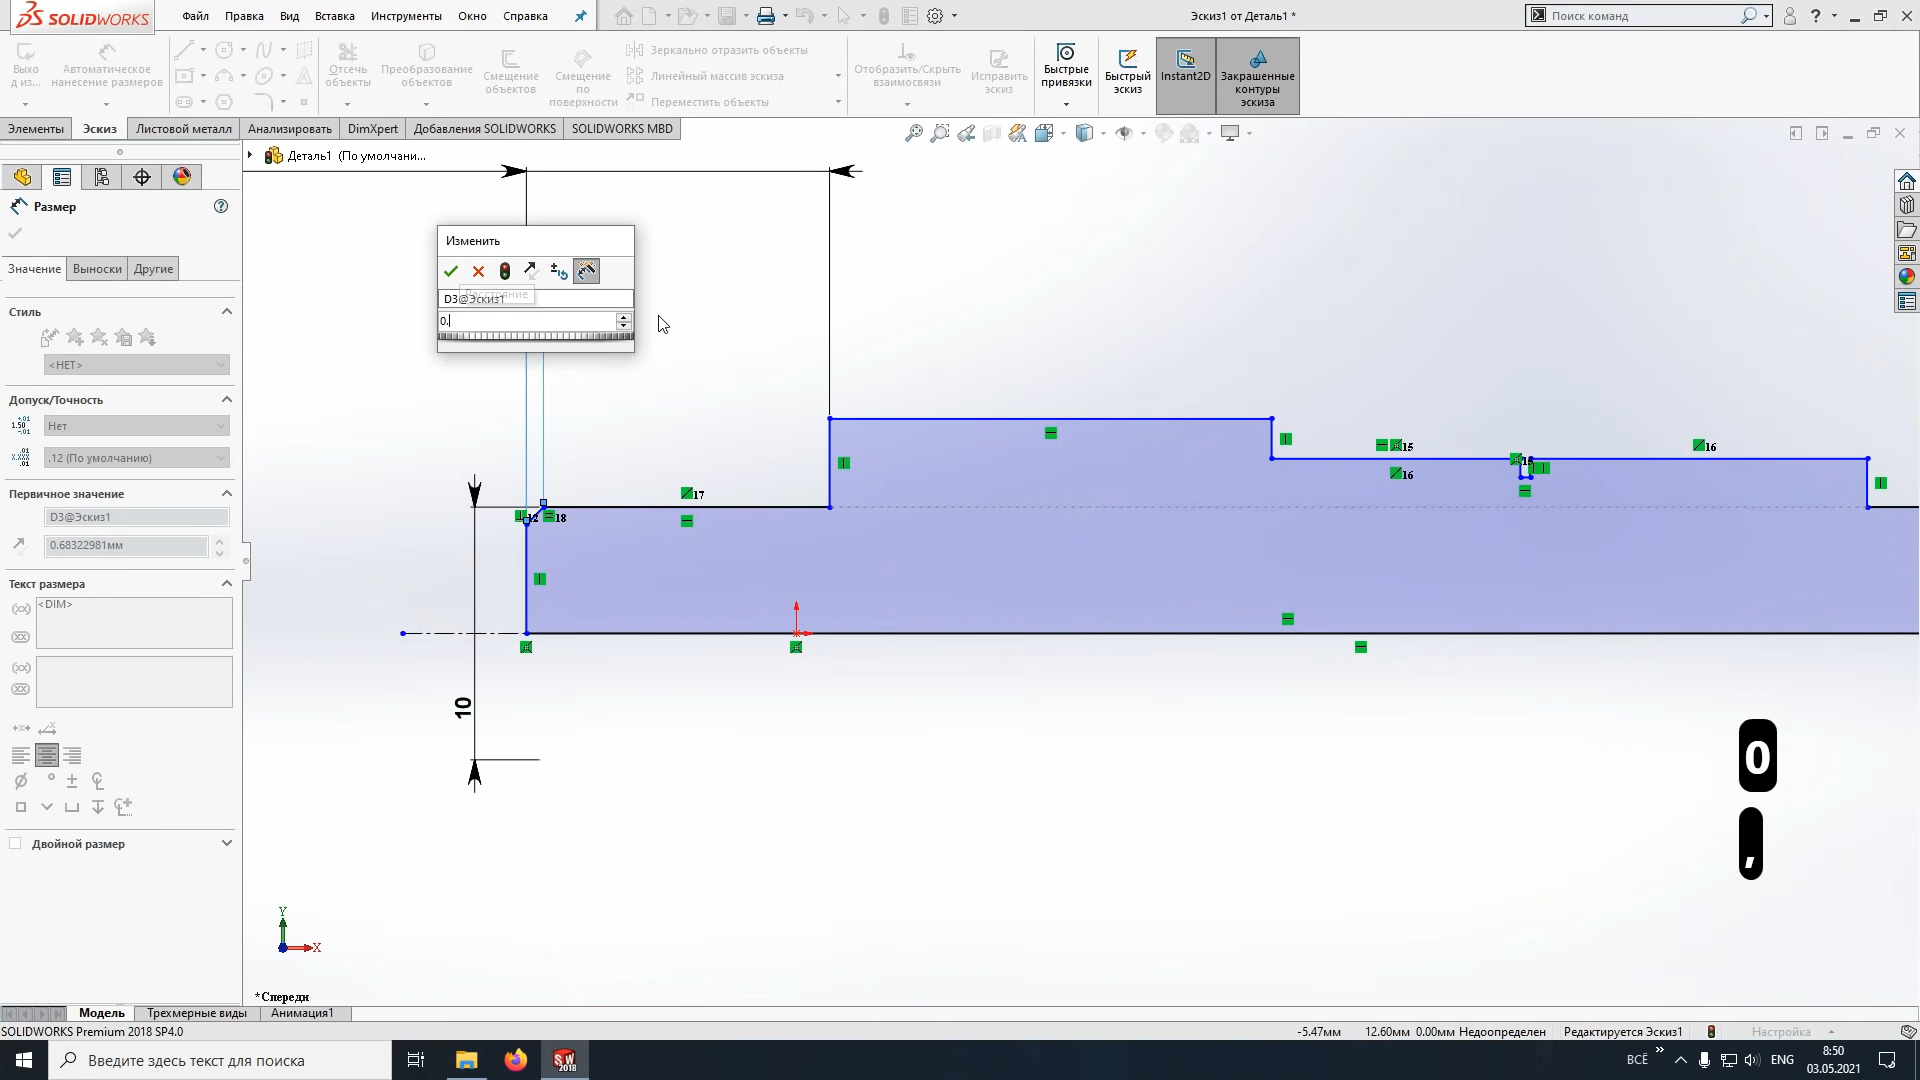 SOLIDWORKS
Файл
Правка
Вид
Вставка
Инструменты
Окно
Справка
Эскиз1 от Деталь1 *
Поиск команд
Выхо
д из...
Автоматическое
нанесение размеров
Отсечь
объекты
Преобразование
объектов
Смещение
объектов
Смещение
по
поверхности
Зеркально отразить объекты
Линейный массив эскиза
Переместить объекты
Отобразить/Скрыть
взаимосвязи
Исправить
эскиз
Быстрые
привязки
Быстрый
эскиз
Instant2D
Закрашенные
контуры
эскиза
Элементы
Эскиз
Листовой металл
Анализировать
DimXpert
Добавления SOLIDWORKS
SOLIDWORKS MBD
Деталь1 (По умолчани...
Размер
Значение
Выноски
Другие
Стиль
<НЕТ>
Допуск/Точность
Нет
.12 (По умолчанию)
Первичное значение
D3@Эскиз1
0.68322981мм
Текст размера
<DIM>
Двойной размер
Изменить
Расстояние
D3@Эскиз1
0.
15
16
15
16
17
12
18
10
0
,
Y
X
*Спереди
Модель
Трехмерные виды
Анимация1
SOLIDWORKS Premium 2018 SP4.0
-5.47мм
12.60мм
0.00мм
Недоопределен
Редактируется Эскиз1
Настройка
Введите здесь текст для поиска
ВСЁ
ENG
8:50
03.05.2021